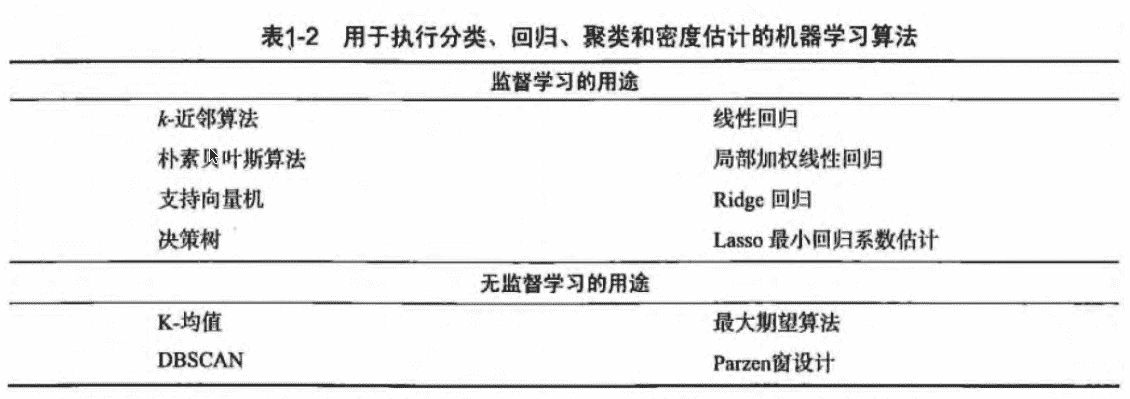 表1-2 用于执行分类、回归、聚类和密度估计的机器学习算法
监督学习的用途
k-近邻算法 线性回归
朴素贝叶斯算法 局部加权线性回归
支持向量机 Ridge 回归
决策树 Lasso 最小回归系数估计
无监督学习的用途
K-均值 最大期望算法
DBSCAN Parzen窗设计